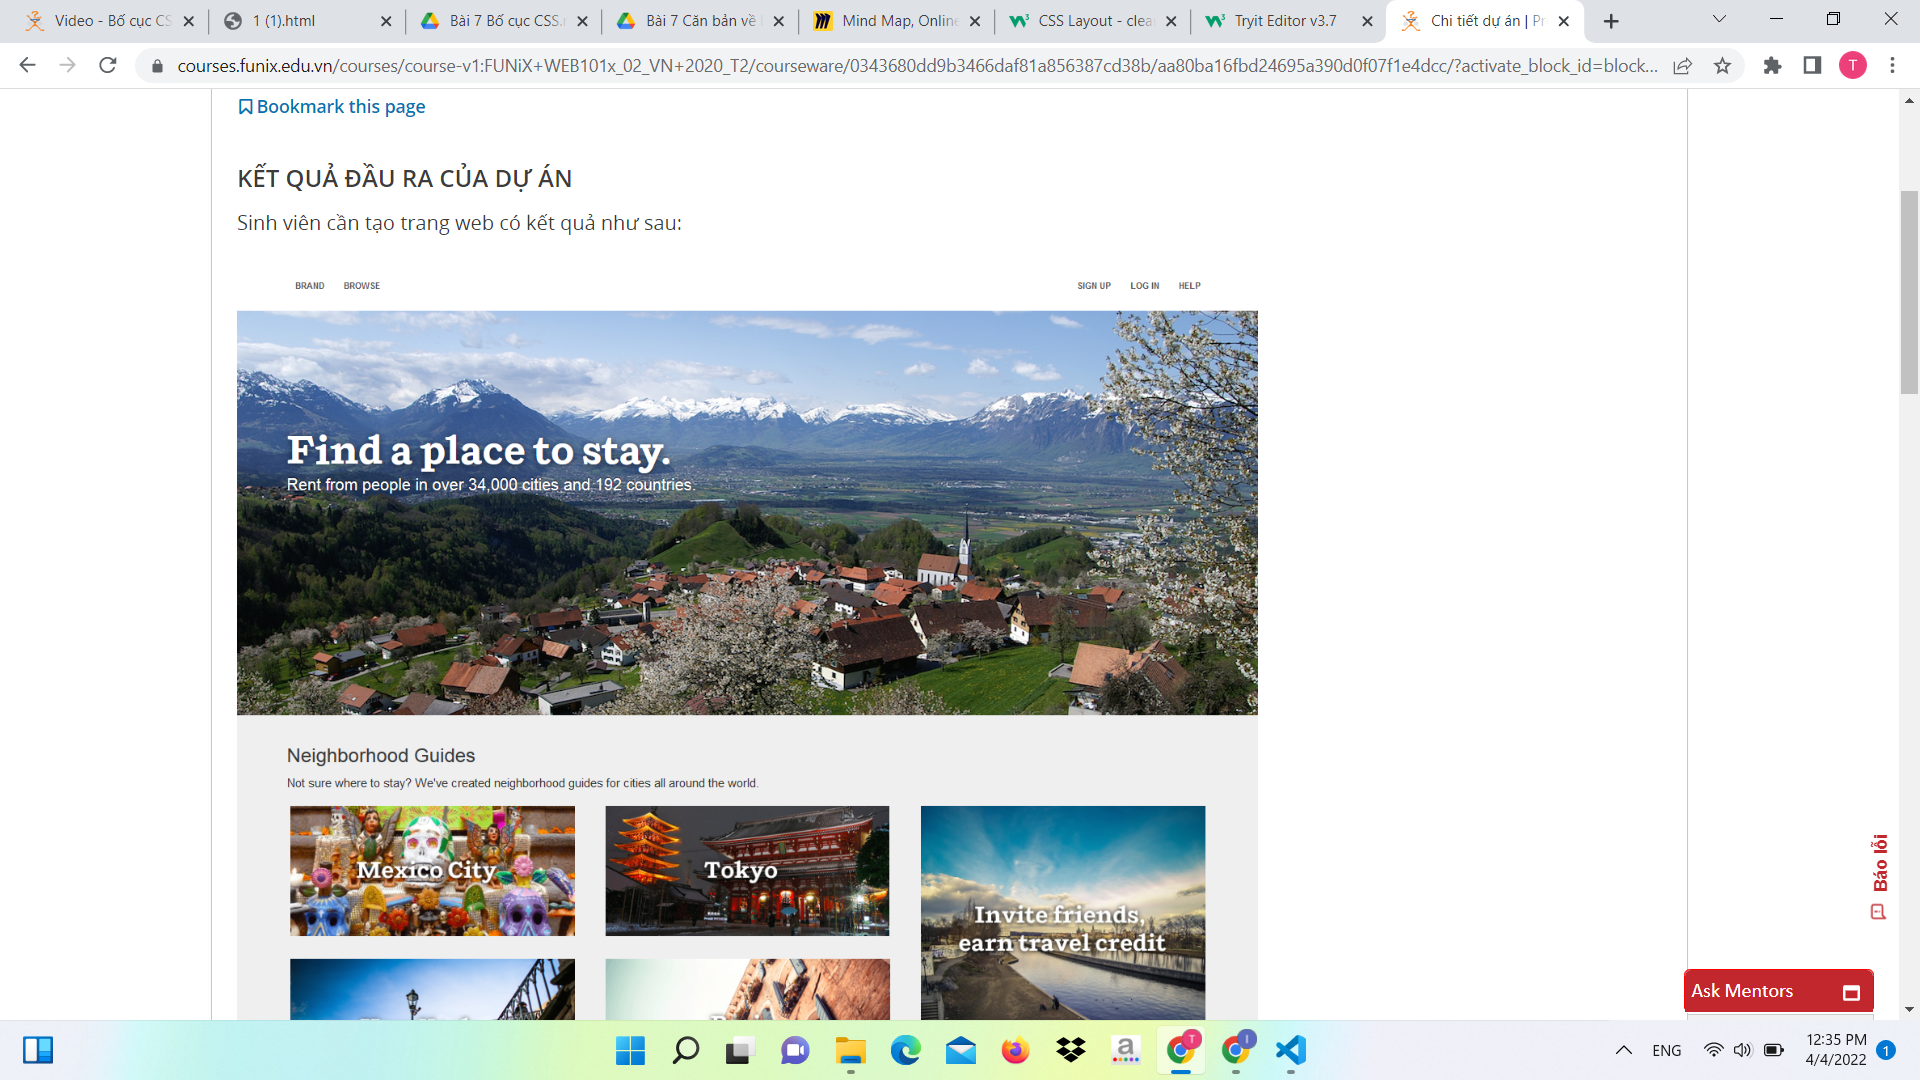 Video - Bố cục CS
1 (1).html
Bài 7 Bố cục CSS.
Bài 7 Căn bản về
Mind Map, Online
CSS Layout - clea
Tryit Editor v3.7
Chi tiết dự án | Pr
courses.funix.edu.vn/courses/course-v1:FUNiX+WEB101x_02_VN+2020_T2/courseware/0343680dd9b3466daf81a856387cd38b/aa80ba16fbd24695a390d0f07f1e4dcc/?activate_block_id=block...
T
Bookmark this page
KẾT QUẢ ĐẦU RA CỦA DỰ ÁN
Sinh viên cần tạo trang web có kết quả như sau:
BRAND BROWSE SIGN UP LOG IN HELP
Find a place to stay.
Rent from people in over 34,000 cities and 192 countries.
Neighborhood Guides
Not sure where to stay? We've created neighborhood guides for cities all around the world.
Mexico City
Tokyo
Invite friends,
earn travel credit
Báo lỗi
Ask Mentors
ENG
12:35 PM
4/4/2022
1